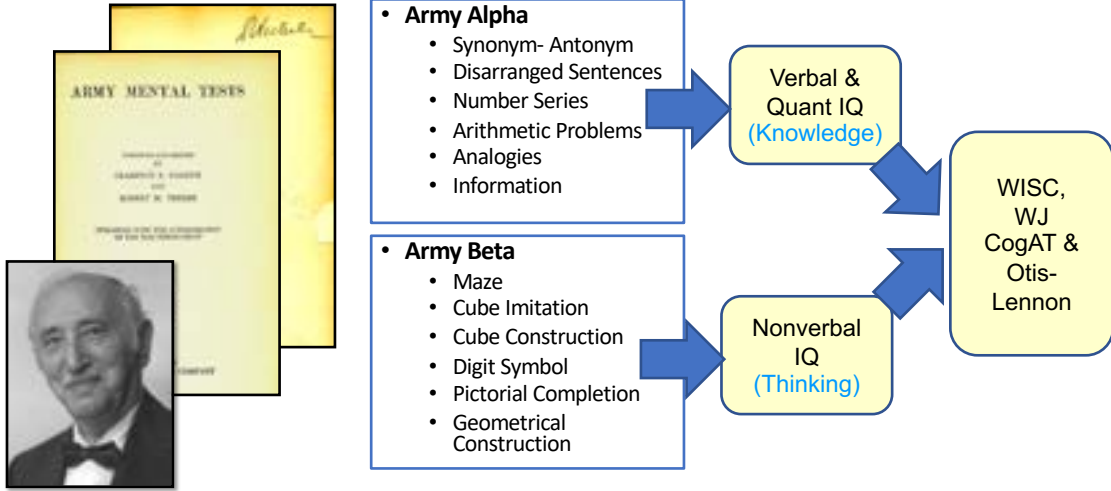 ARMY MENTAL TESTS
• Army Alpha
• Synonym- Antonym
• Disarranged Sentences
• Number Series
• Arithmetic Problems
• Analogies
• Information
Verbal &
Quant IQ
(Knowledge)
• Army Beta
• Maze
• Cube Imitation
• Cube Construction
• Digit Symbol
• Pictorial Completion
• Geometrical
Construction
Nonverbal
IQ
(Thinking)
WISC,
WJ
CogAT &
Otis-
Lennon